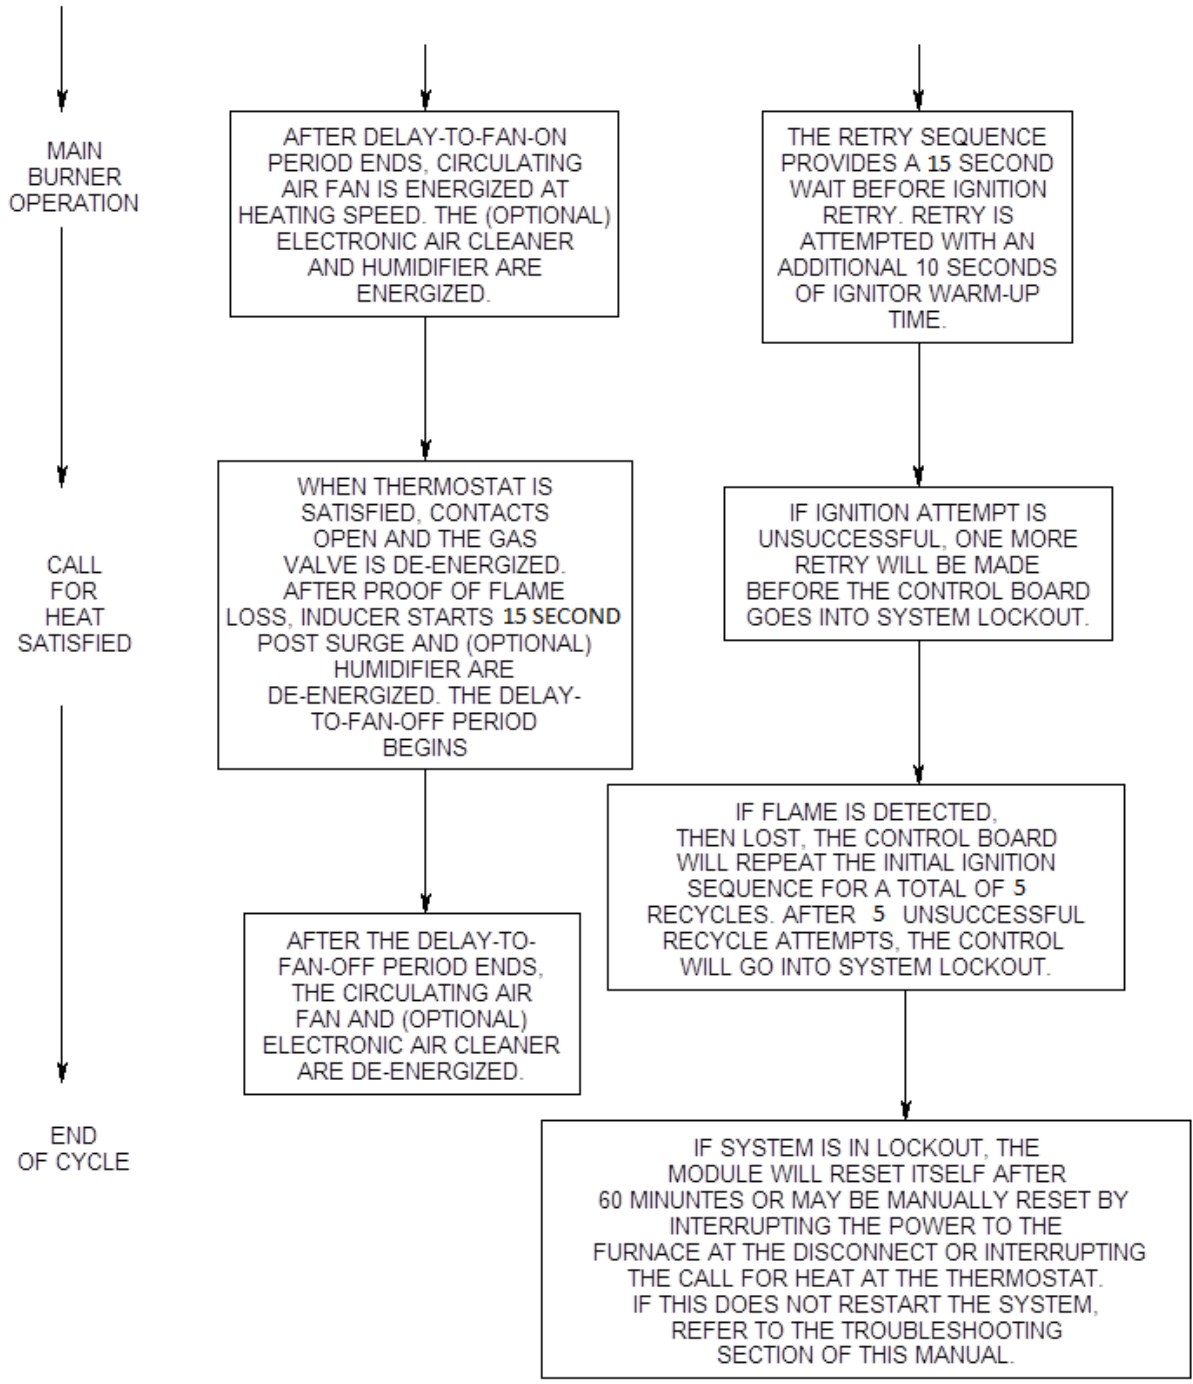 MAIN
BURNER
OPERATION
CALL
FOR
HEAT
SATISFIED
END
OF CYCLE
AFTER DELAY-TO-FAN-ON
PERIOD ENDS, CIRCULATING
AIR FAN IS ENERGIZED AT
HEATING SPEED. THE (OPTIONAL)
ELECTRONIC AIR CLEANER
AND HUMIDIFIER ARE
ENERGIZED.
WHEN THERMOSTAT IS
SATISFIED, CONTACTS
OPEN AND THE GAS
VALVE IS DE-ENERGIZED.
AFTER PROOF OF FLAME
LOSS, INDUCER STARTS 15 SECOND
POST SURGE AND (OPTIONAL)
HUMIDIFIER ARE
DE-ENERGIZED. THE DELAY-
TO-FAN-OFF PERIOD
BEGINS
AFTER THE DELAY-TO-
FAN-OFF PERIOD ENDS,
THE CIRCULATING AIR
FAN AND (OPTIONAL)
ELECTRONIC AIR CLEANER
ARE DE-ENERGIZED.
THE RETRY SEQUENCE
PROVIDES A 15 SECOND
WAIT BEFORE IGNITION
RETRY. RETRY IS
ATTEMPTED WITH AN
ADDITIONAL 10 SECONDS
OF IGNITOR WARM-UP
TIME.
IF IGNITION ATTEMPT IS
UNSUCCESSFUL, ONE MORE
RETRY WILL BE MADE
BEFORE THE CONTROL BOARD
GOES INTO SYSTEM LOCKOUT.
IF FLAME IS DETECTED,
THEN LOST, THE CONTROL BOARD
WILL REPEAT THE INITIAL IGNITION
SEQUENCE FOR A TOTAL OF 5
RECYCLES. AFTER 5 UNSUCCESSFUL
RECYCLE ATTEMPTS, THE CONTROL
WILL GO INTO SYSTEM LOCKOUT.
IF SYSTEM IS IN LOCKOUT, THE
MODULE WILL RESET ITSELF AFTER
60 MINUNTES OR MAY BE MANUALLY RESET BY
INTERRUPTING THE POWER TO THE
FURNACE AT THE DISCONNECT OR INTERRUPTING
THE CALL FOR HEAT AT THE THERMOSTAT.
IF THIS DOES NOT RESTART THE SYSTEM,
REFER TO THE TROUBLESHOOTING
SECTION OF THIS MANUAL.